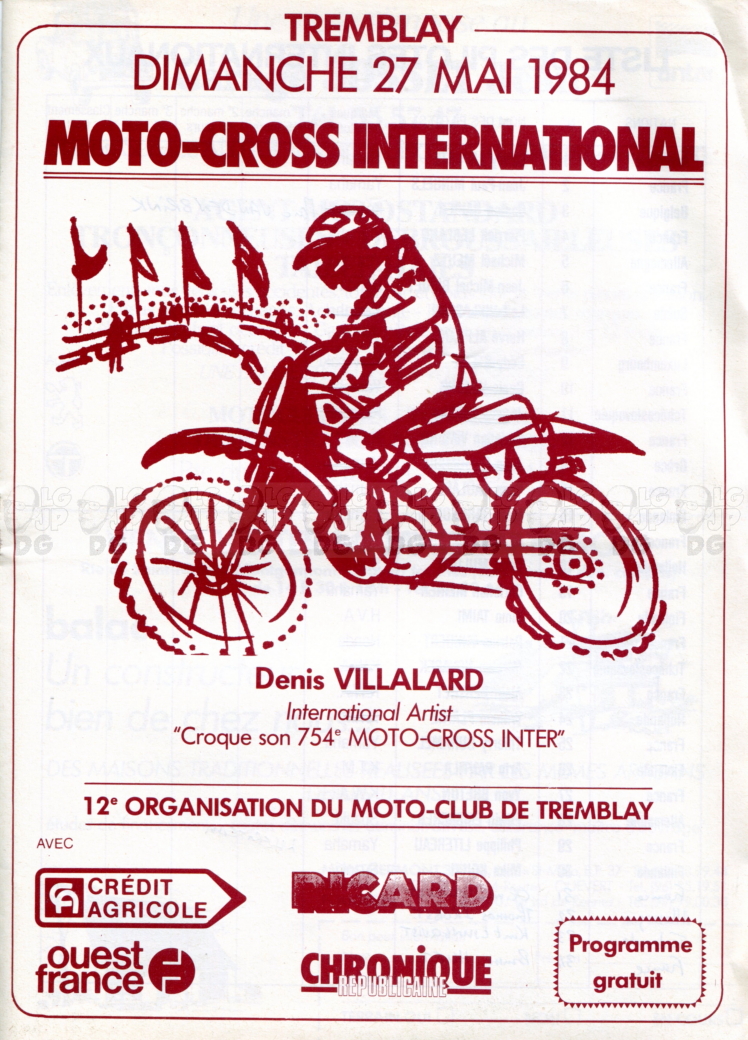 TREMBLAY
DIMANCHE 27 MAI 1984
MOTO-CROSS INTERNATIONAL
Denis VILLALARD
International Artist
"Croque son 754e MOTO-CROSS INTER"
12e ORGANISATION DU MOTO-CLUB DE TREMBLAY
AVEC
CRÉDIT
AGRICOLE
RICARD
ouest
france
CHRONIQUE
RÉPUBLICAINE
Programme
gratuit